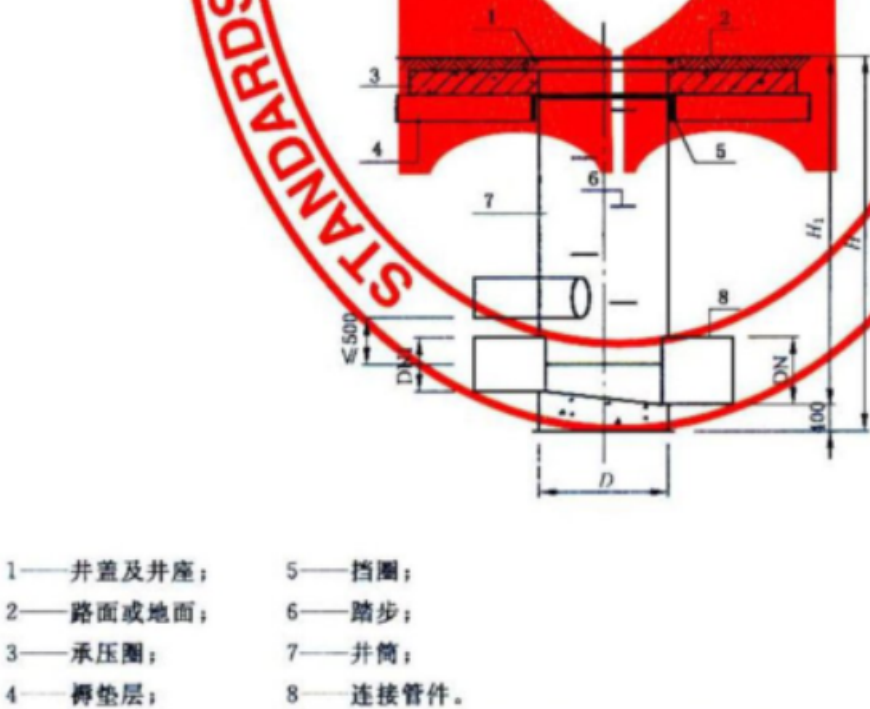 STANDARDS
1
2
3
4
5
6
7
8
H₁
H
≤500
DN
DN
100
D
1——井盖及井座;
2——路面或地面;
3——承压圈;
4——褥垫层;
5——挡圈;
6——踏步;
7——井筒;
8——连接管件。